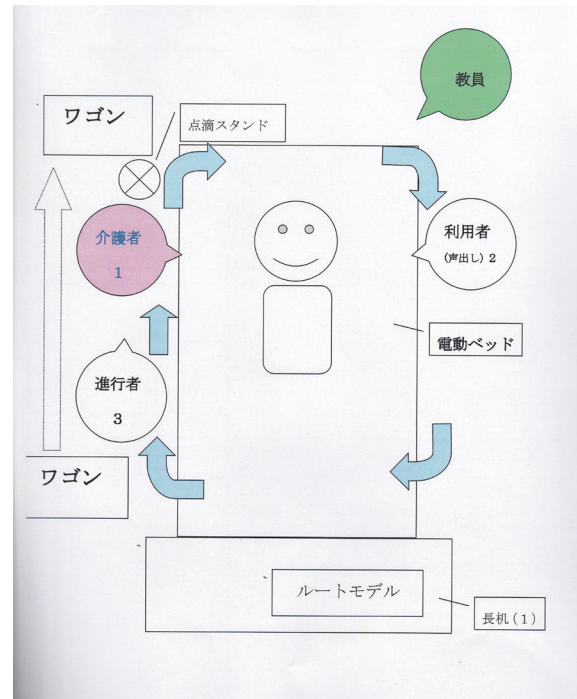 教員
ワゴン
点滴スタンド
介護者
1
利用者
(声出し) 2
電動ベッド
進行者
3
ワゴン
ルートモデル
長机(1)